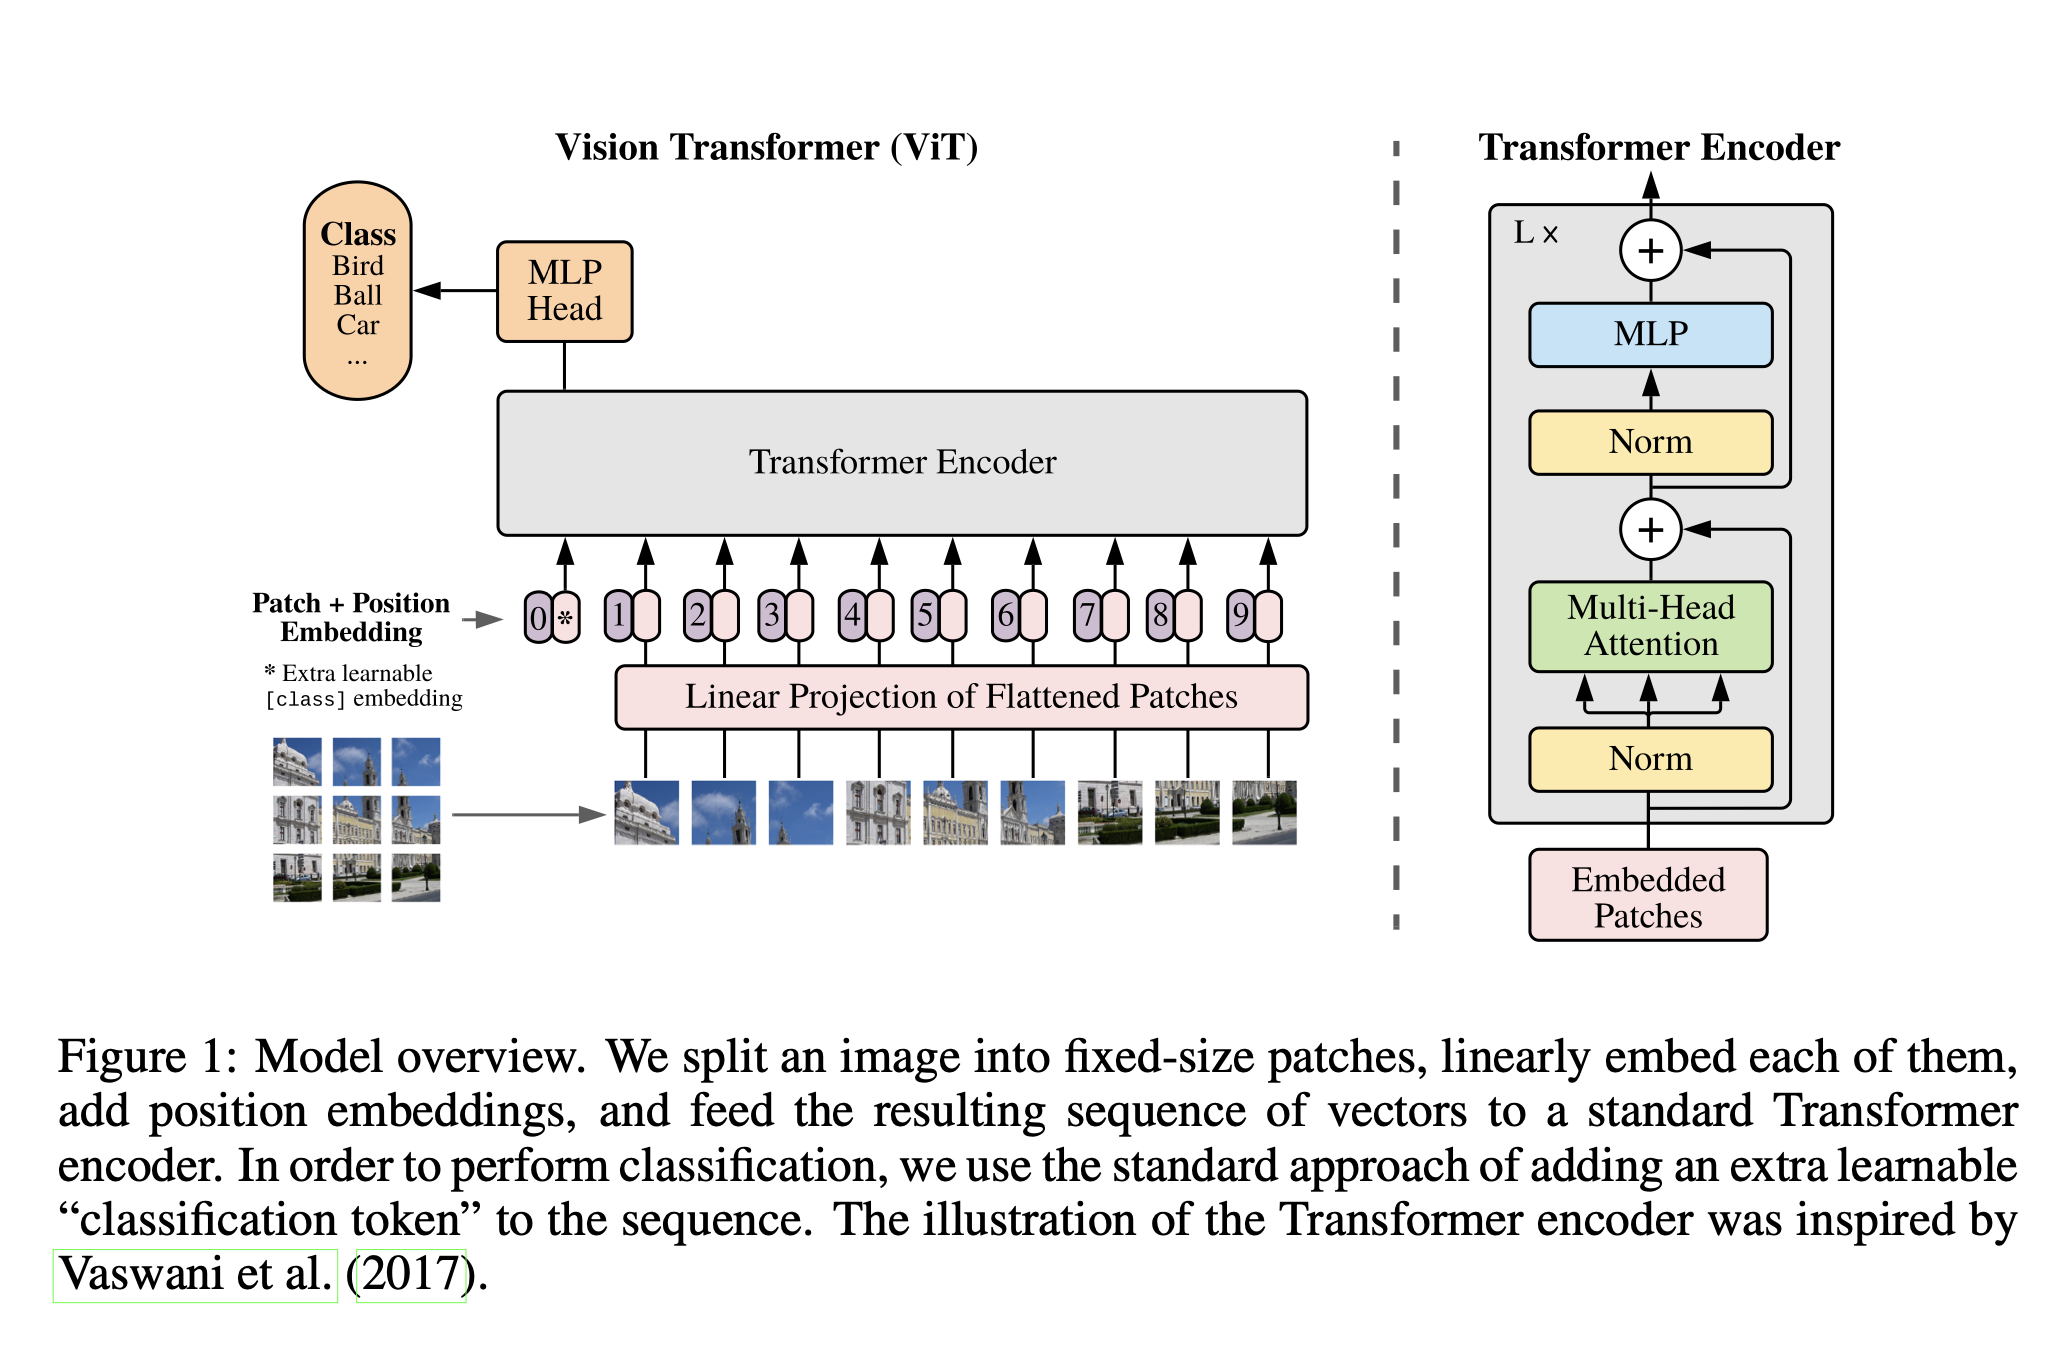 Vision Transformer (ViT)
Class
Bird
Ball
Car
...
MLP
Head
Transformer Encoder
Patch + Position
Embedding
* Extra learnable
[class] embedding
0 * 1 2 3 4 5 6 7 8 9
Linear Projection of Flattened Patches
Transformer Encoder
L ×
+
MLP
Norm
+
Multi-Head
Attention
Norm
Embedded
Patches
Figure 1: Model overview. We split an image into fixed-size patches, linearly embed each of them,
add position embeddings, and feed the resulting sequence of vectors to a standard Transformer
encoder. In order to perform classification, we use the standard approach of adding an extra learnable
“classification token” to the sequence. The illustration of the Transformer encoder was inspired by
Vaswani et al. (2017).